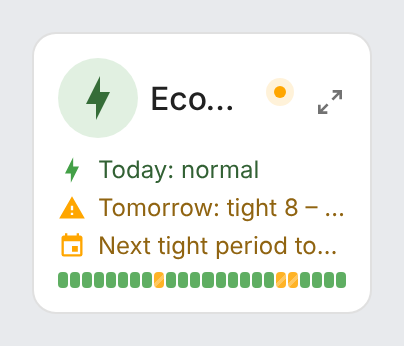 Eco...
Today: normal
Tomorrow: tight 8 – ...
Next tight period to...